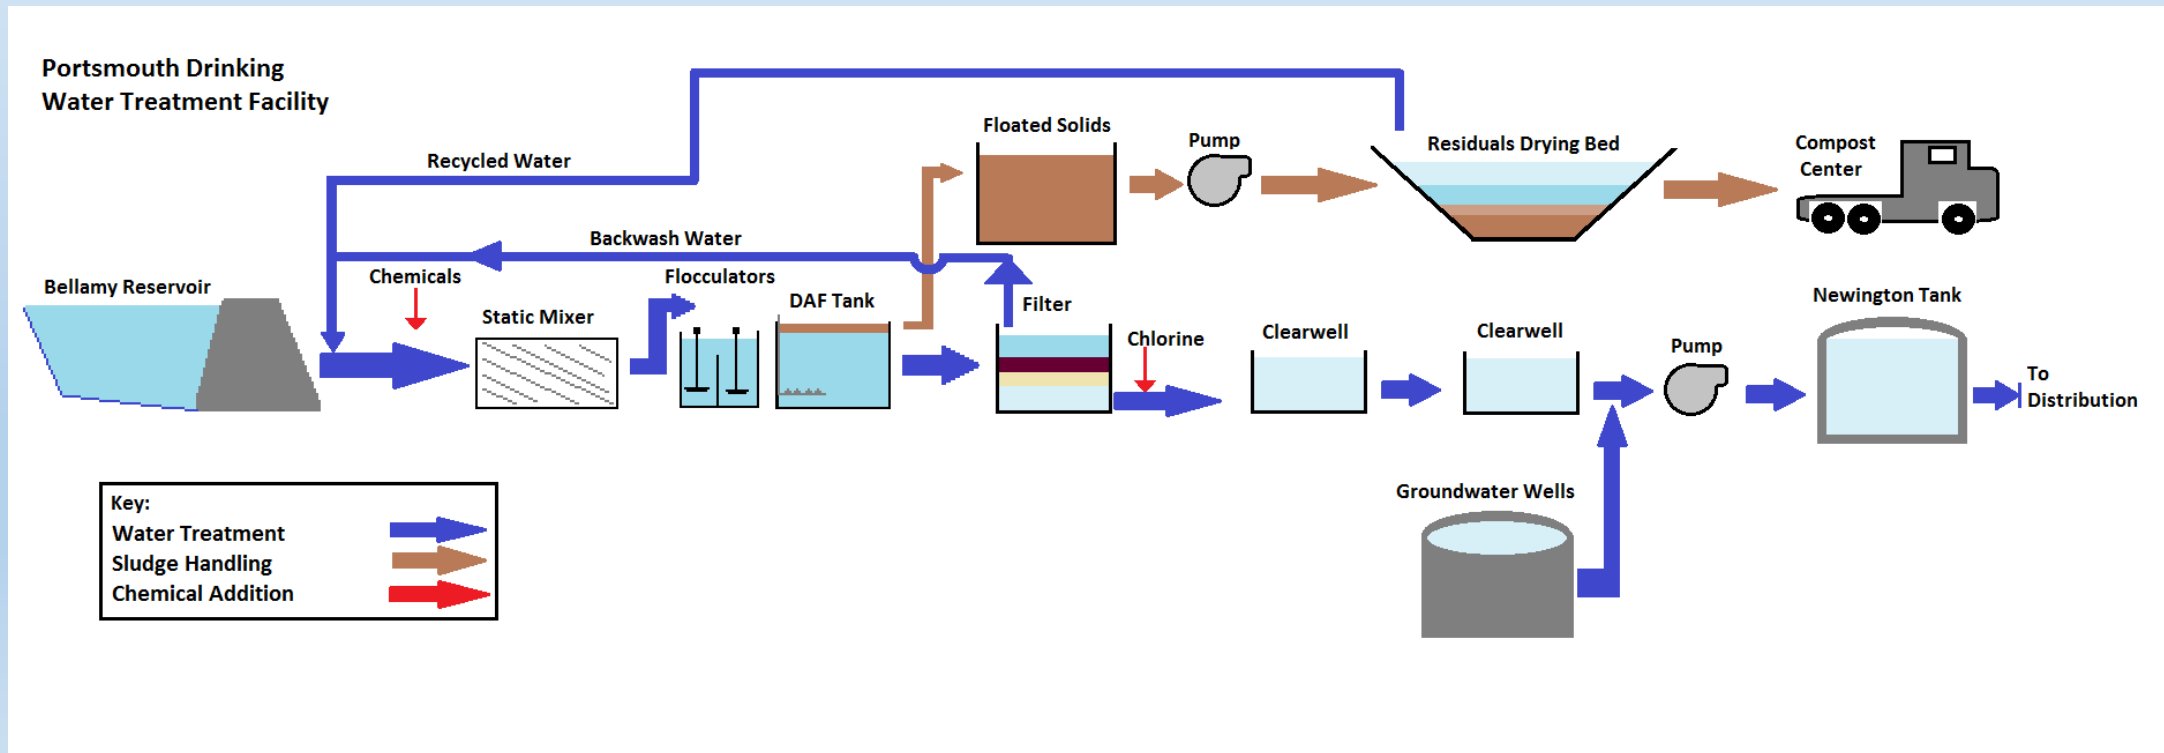 Portsmouth Drinking
Water Treatment Facility
Recycled Water
Floated Solids
Pump
Residuals Drying Bed
Compost
Center
Backwash Water
Bellamy Reservoir
Chemicals
Static Mixer
Flocculators
DAF Tank
Filter
Chlorine
Clearwell
Clearwell
Pump
Newington Tank
To
Distribution
Groundwater Wells
Key:
Water Treatment
Sludge Handling
Chemical Addition